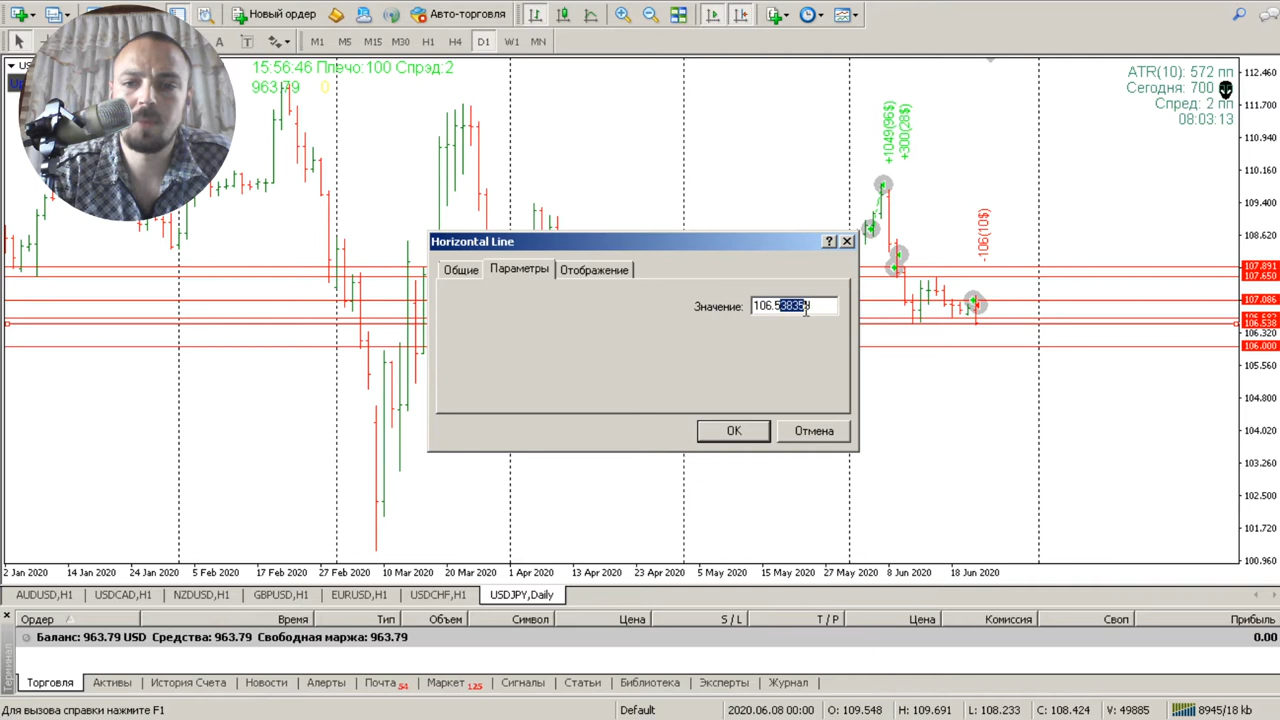 Новый ордер
Авто-торговля
M1 M5 M15 M30 H1 H4 D1 W1 MN
15:56:46 Плечо:100 Спрэд:2
963.79 0
ATR(10): 572 пп
Сегодня: 700
Спред: 2 пп
08:03:13
+1049(96$)
+300(28$)
-106(10$)
112.460
111.700
110.940
110.160
109.400
108.620
107.891
107.650
107.086
106.538
106.320
106.000
105.560
104.800
104.020
103.260
102.500
101.720
100.960
Horizontal Line
Общие Параметры Отображение
Значение: 106.5
OK Отмена
2 Jan 2020 14 Jan 2020 24 Jan 2020 5 Feb 2020 17 Feb 2020 27 Feb 2020 10 Mar 2020 20 Mar 2020 1 Apr 2020 13 Apr 2020 23 Apr 2020 5 May 2020 15 May 2020 27 May 2020 8 Jun 2020 18 Jun 2020
AUDUSD,H1 USDCAD,H1 NZDUSD,H1 GBPUSD,H1 EURUSD,H1 USDCHF,H1 USDJPY,Daily
Ордер Время Тип Объем Символ Цена S / L T / P Цена Комиссия Своп Прибыль
Баланс: 963.79 USD Средства: 963.79 Свободная маржа: 963.79 0.00
Терминал
Торговля Активы История Счета Новости Алерты Почта 54 Маркет 125 Сигналы Статьи Библиотека Эксперты Журнал
Для вызова справки нажмите F1 Default 2020.06.08 00:00 O: 109.548 H: 109.691 L: 108.233 C: 108.424 V: 49885 8945/18 kb